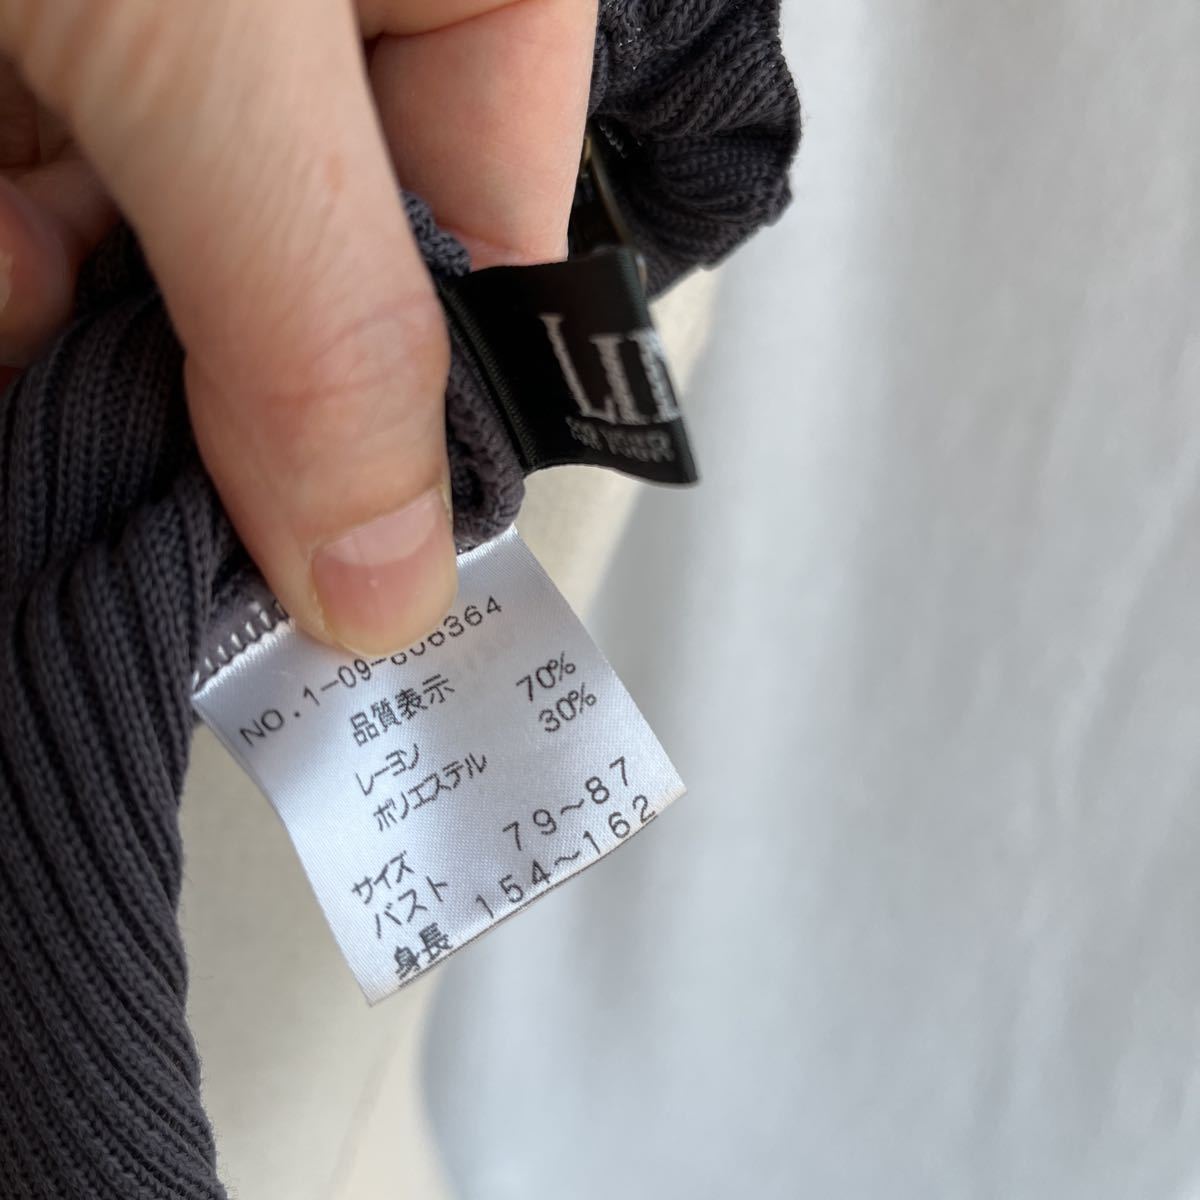 NO.1-09-806364
品質表示
レーヨン 70%
ポリエステル 30%
サイズ
バスト 79~87
身長 154~162